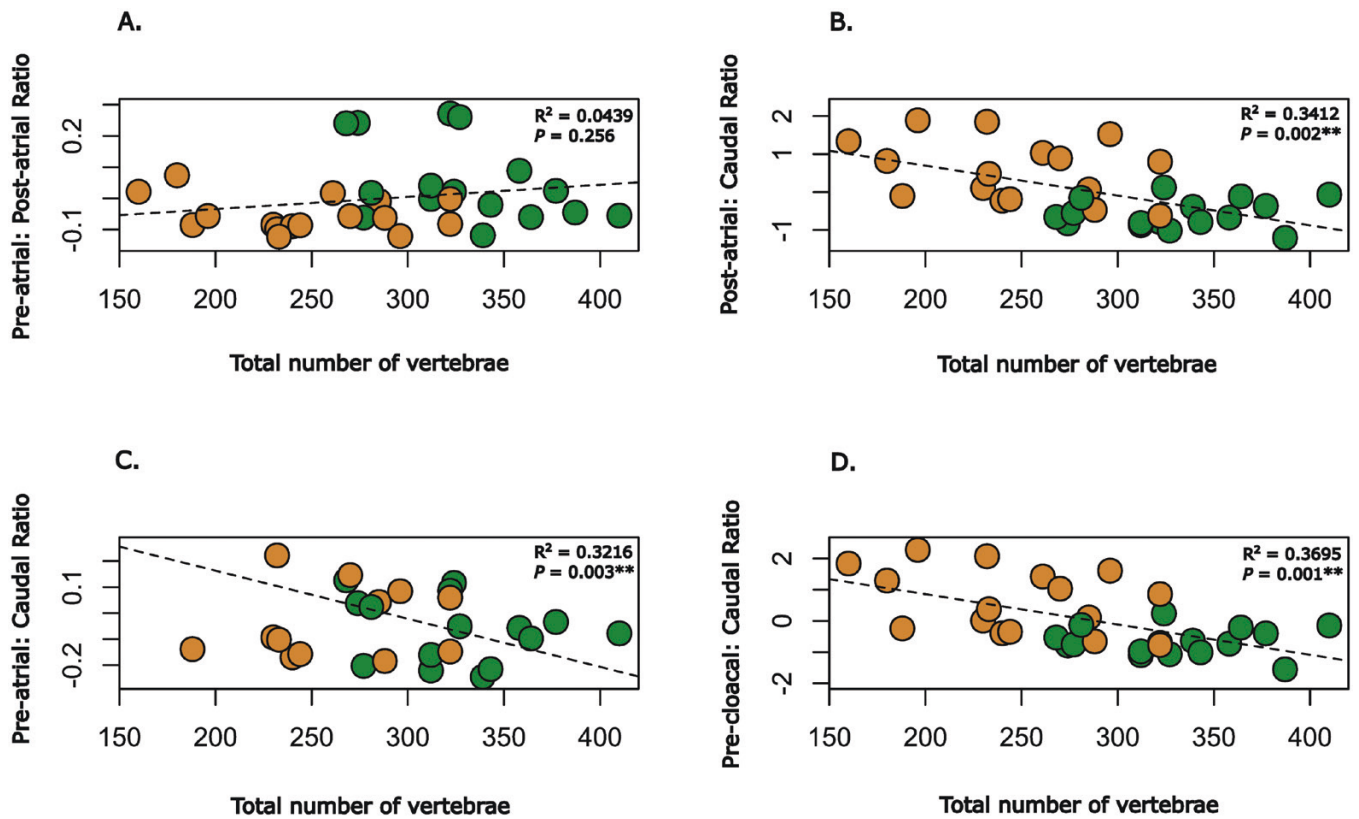 A.
Pre-atrial: Post-atrial Ratio
0.2
-0.1
R² = 0.0439
P = 0.256
150 200 250 300 350 400
Total number of vertebrae
B.
Post-atrial: Caudal Ratio
2
1
-1
R² = 0.3412
P = 0.002**
150 200 250 300 350 400
Total number of vertebrae
C.
Pre-atrial: Caudal Ratio
0.1
-0.2
R² = 0.3216
P = 0.003**
150 200 250 300 350 400
Total number of vertebrae
D.
Pre-cloacal: Caudal Ratio
2
0
-2
R² = 0.3695
P = 0.001**
150 200 250 300 350 400
Total number of vertebrae